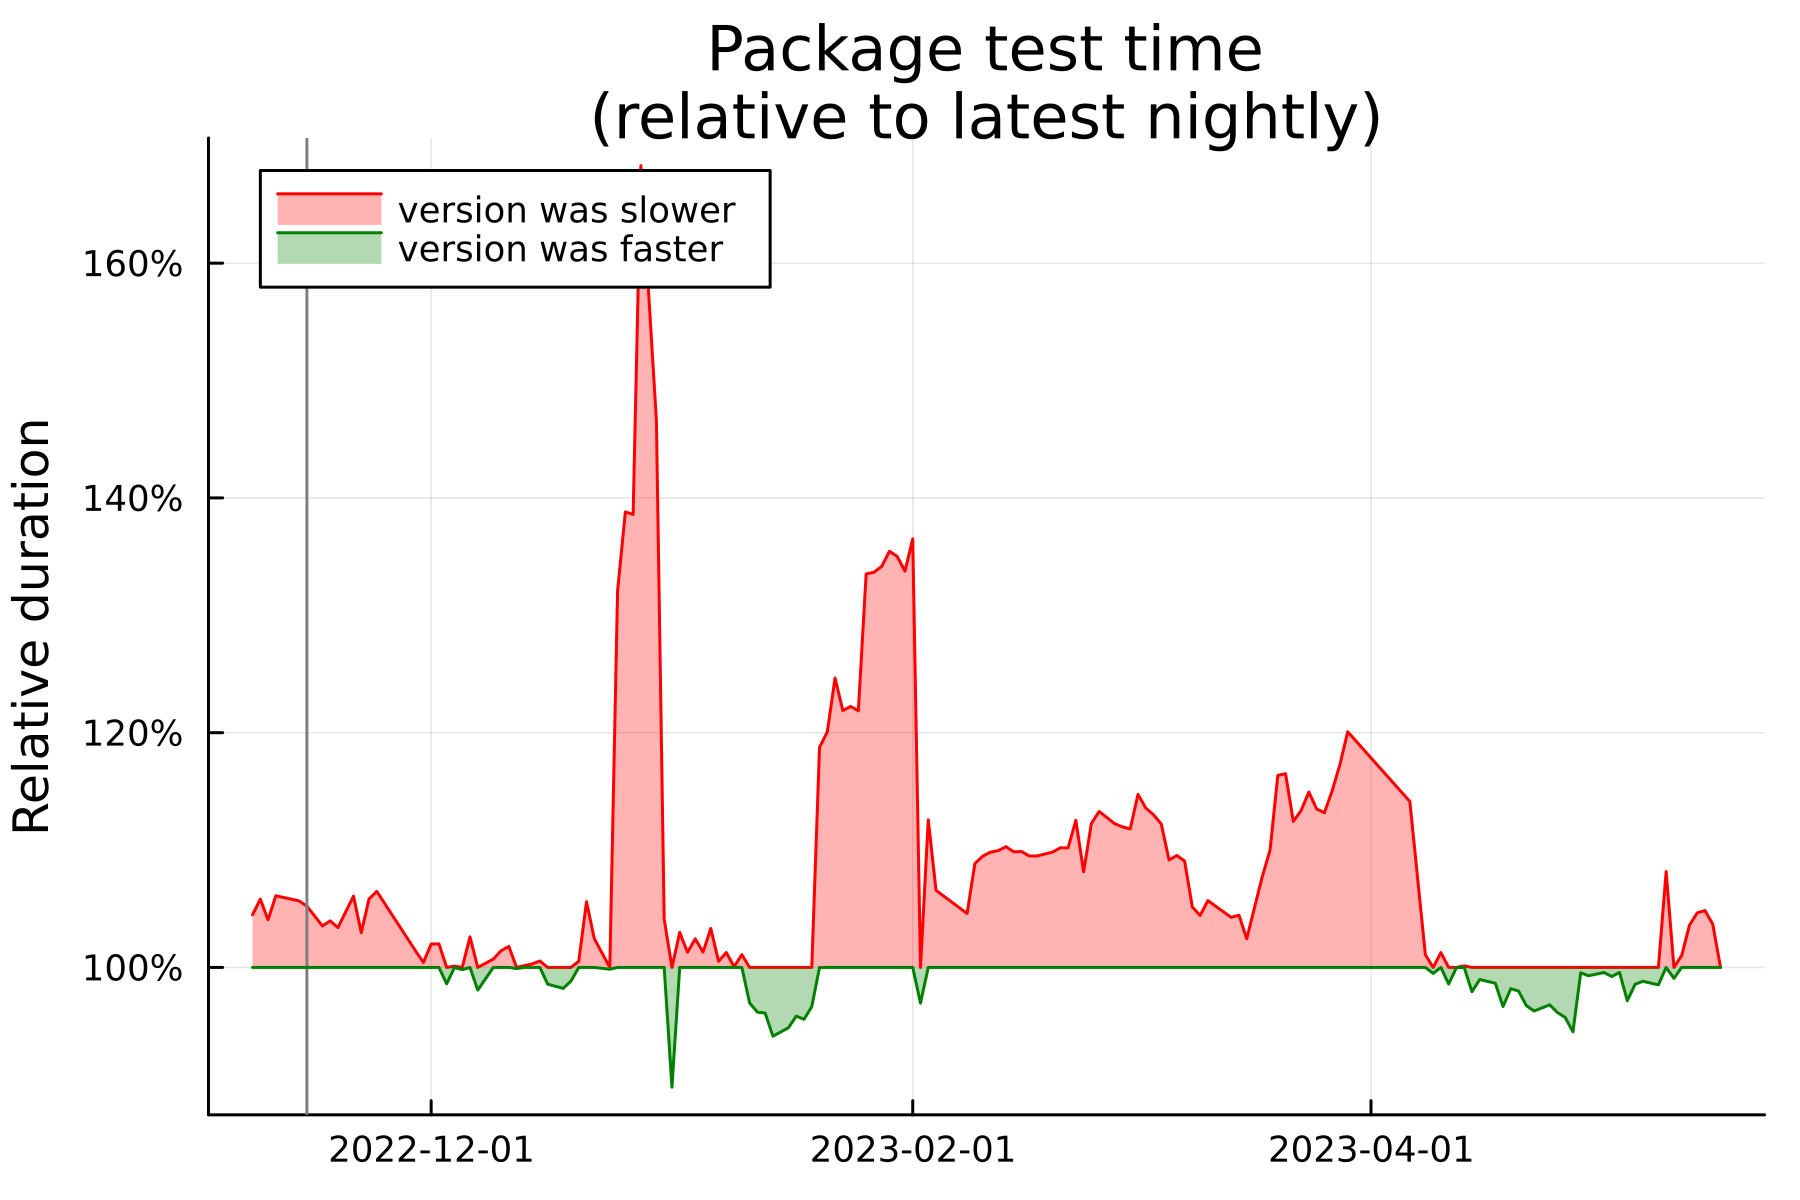 Package test time
(relative to latest nightly)
version was slower
version was faster
160%
140%
120%
100%
Relative duration
2022-12-01
2023-02-01
2023-04-01